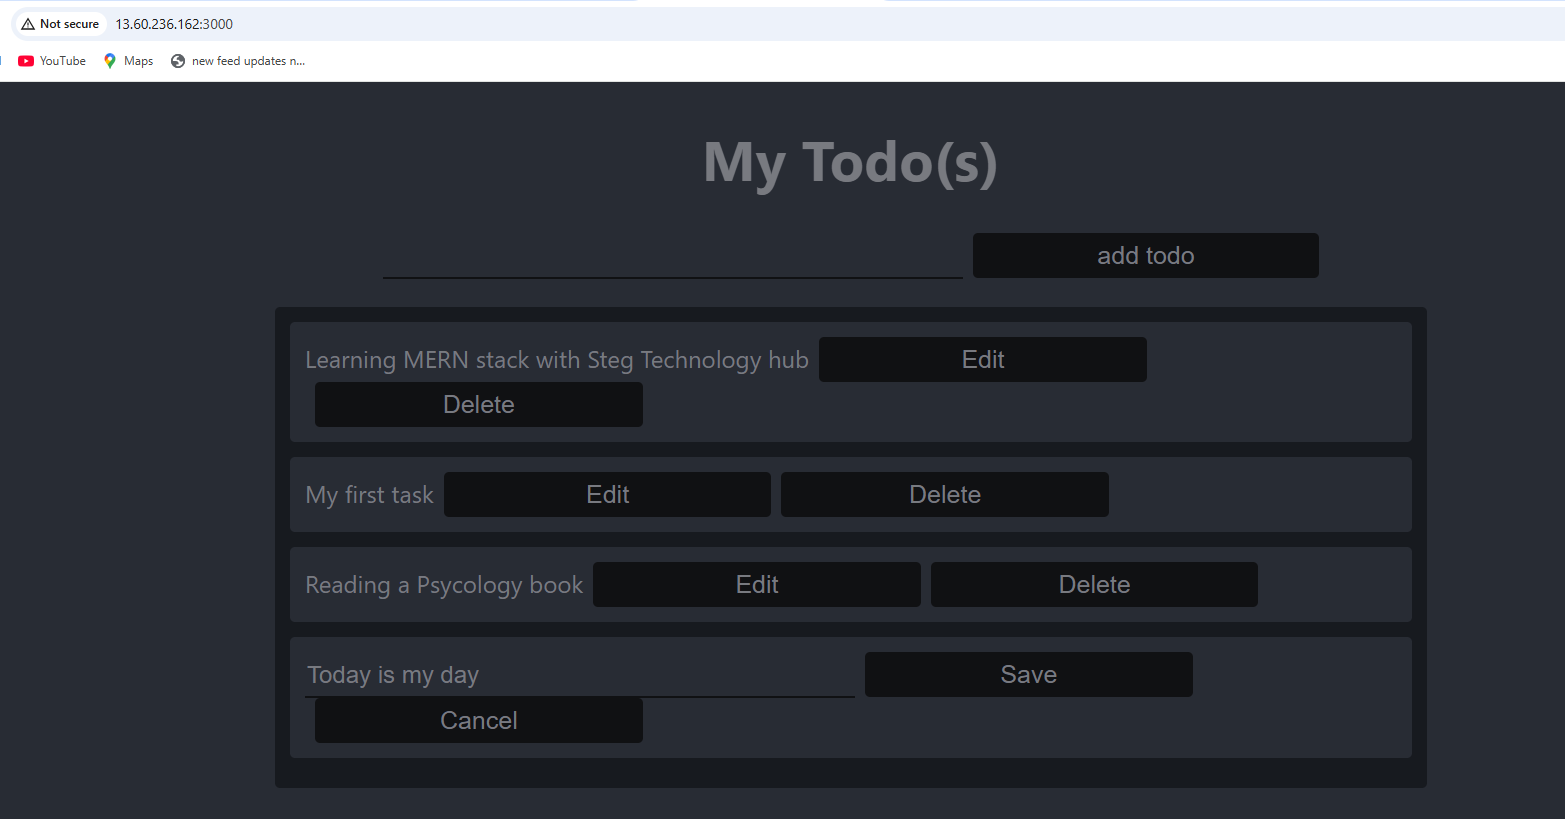 Not secure 13.60.236.162:3000
YouTube Maps new feed updates n...
My Todo(s)
add todo
Learning MERN stack with Steg Technology hub Edit
Delete
My first task Edit Delete
Reading a Psycology book Edit Delete
Today is my day Save
Cancel